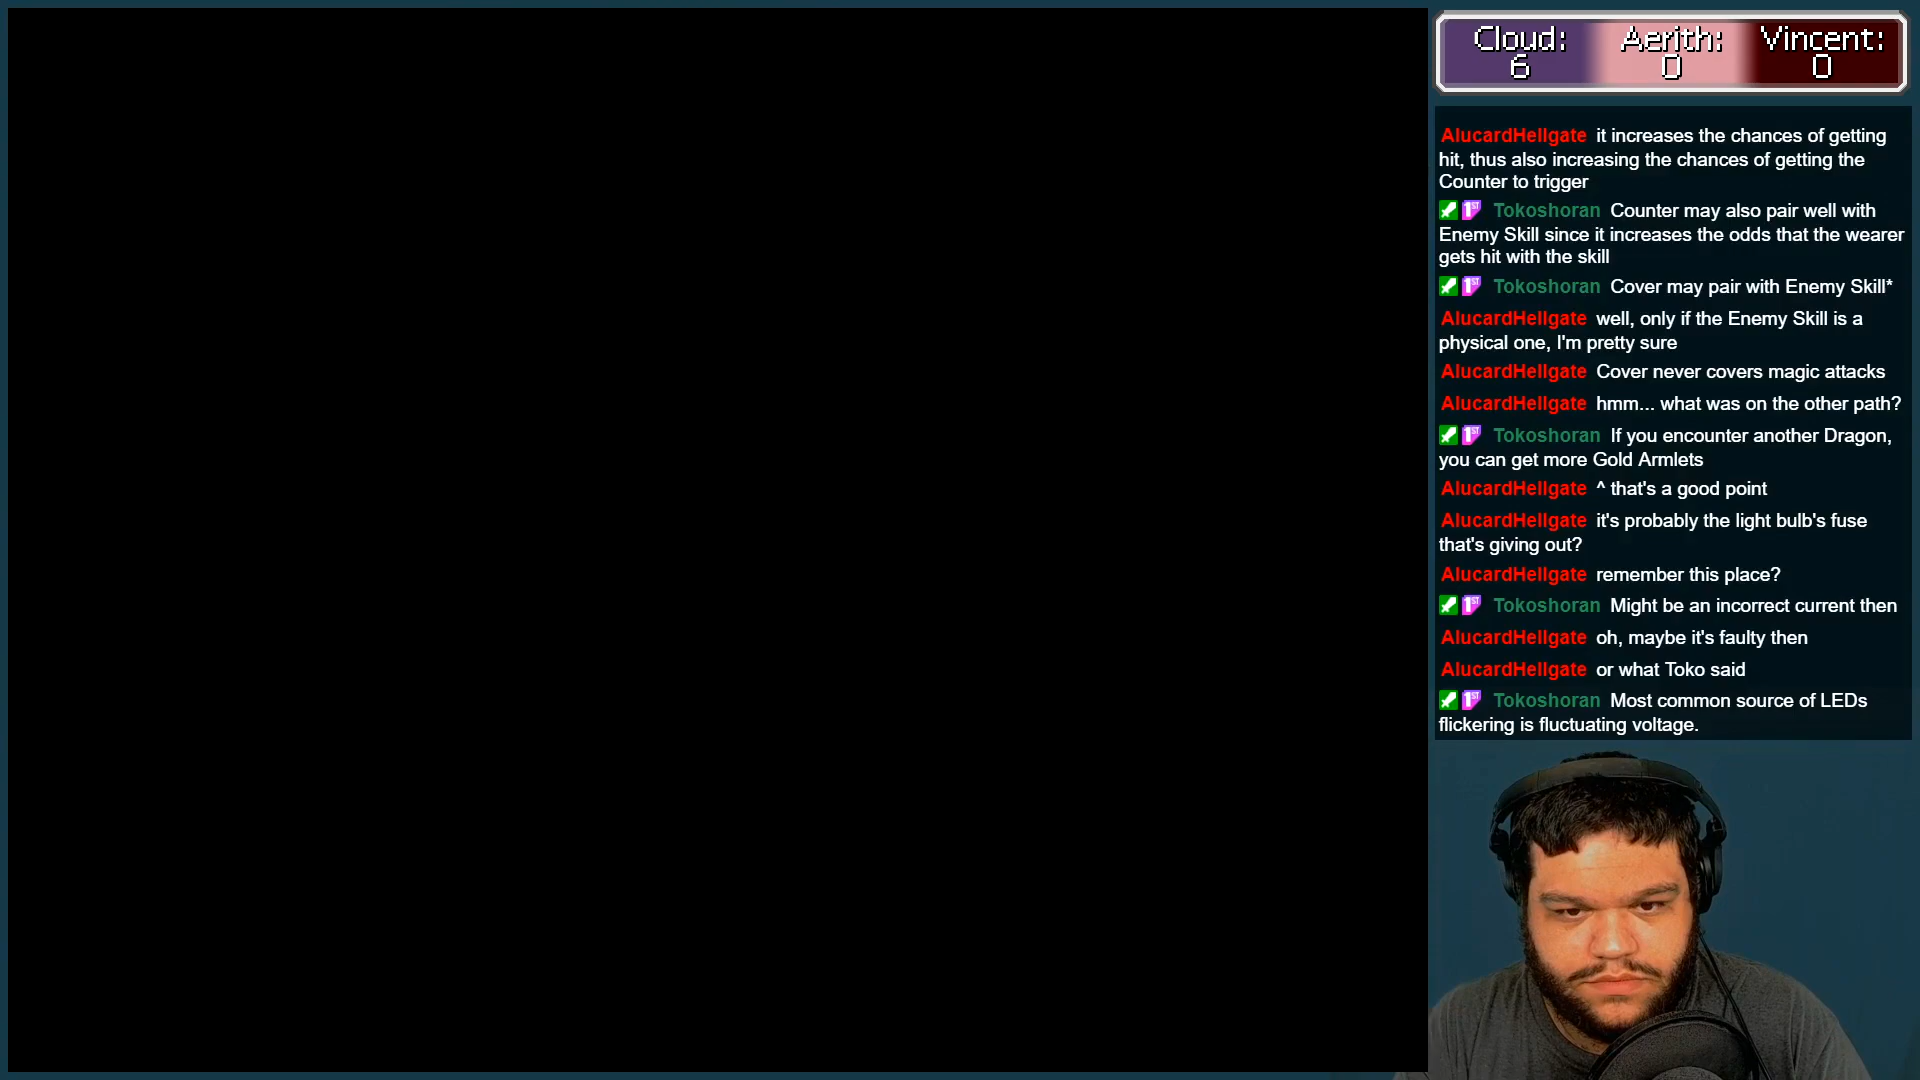 Cloud: Aerith: Vincent:
6 0 0
AlucardHellgate it increases the chances of getting
hit, thus also increasing the chances of getting the
Counter to trigger
1ST Tokoshoran Counter may also pair well with
Enemy Skill since it increases the odds that the wearer
gets hit with the skill
1ST Tokoshoran Cover may pair with Enemy Skill*
AlucardHellgate well, only if the Enemy Skill is a
physical one, I'm pretty sure
AlucardHellgate Cover never covers magic attacks
AlucardHellgate hmm... what was on the other path?
1ST Tokoshoran If you encounter another Dragon,
you can get more Gold Armlets
AlucardHellgate ^ that's a good point
AlucardHellgate it's probably the light bulb's fuse
that's giving out?
AlucardHellgate remember this place?
1ST Tokoshoran Might be an incorrect current then
AlucardHellgate oh, maybe it's faulty then
AlucardHellgate or what Toko said
1ST Tokoshoran Most common source of LEDs
flickering is fluctuating voltage.